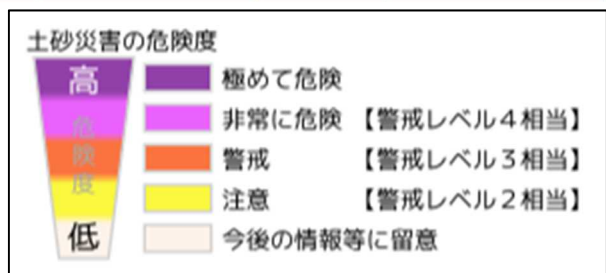 土砂災害の危険度
高
危険度
低
極めて危険
非常に危険 【警戒レベル4相当】
警戒 【警戒レベル3相当】
注意 【警戒レベル2相当】
今後の情報等に留意